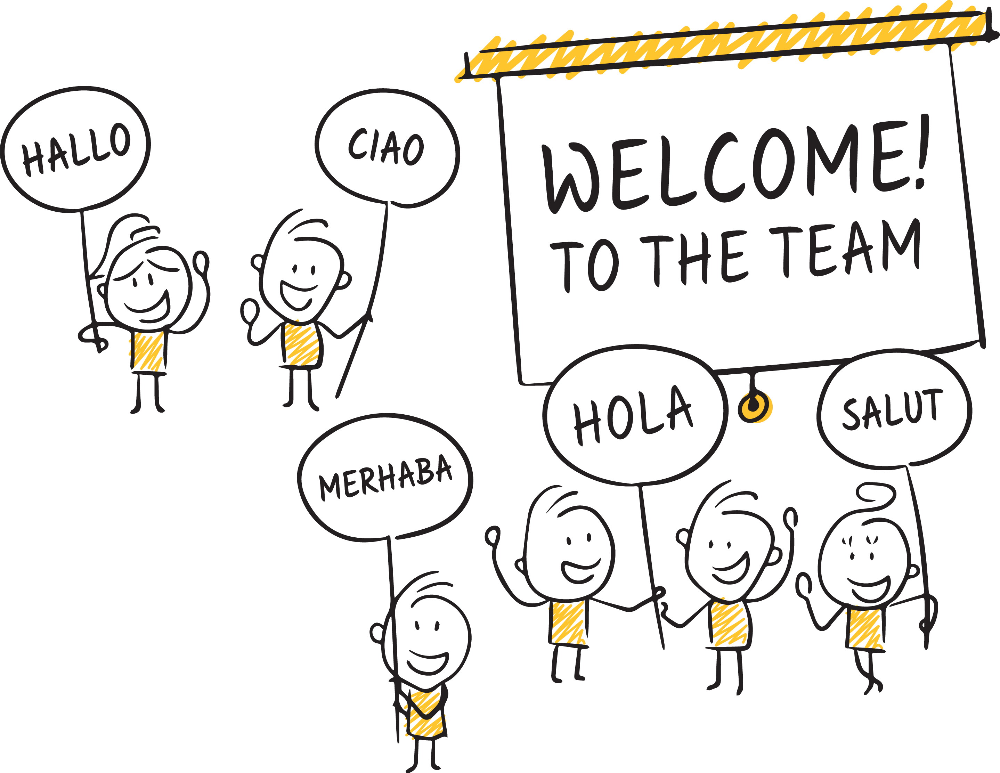 HALLO
CIAO
WELCOME!
TO THE TEAM
MERHABA
HOLA
SALUT